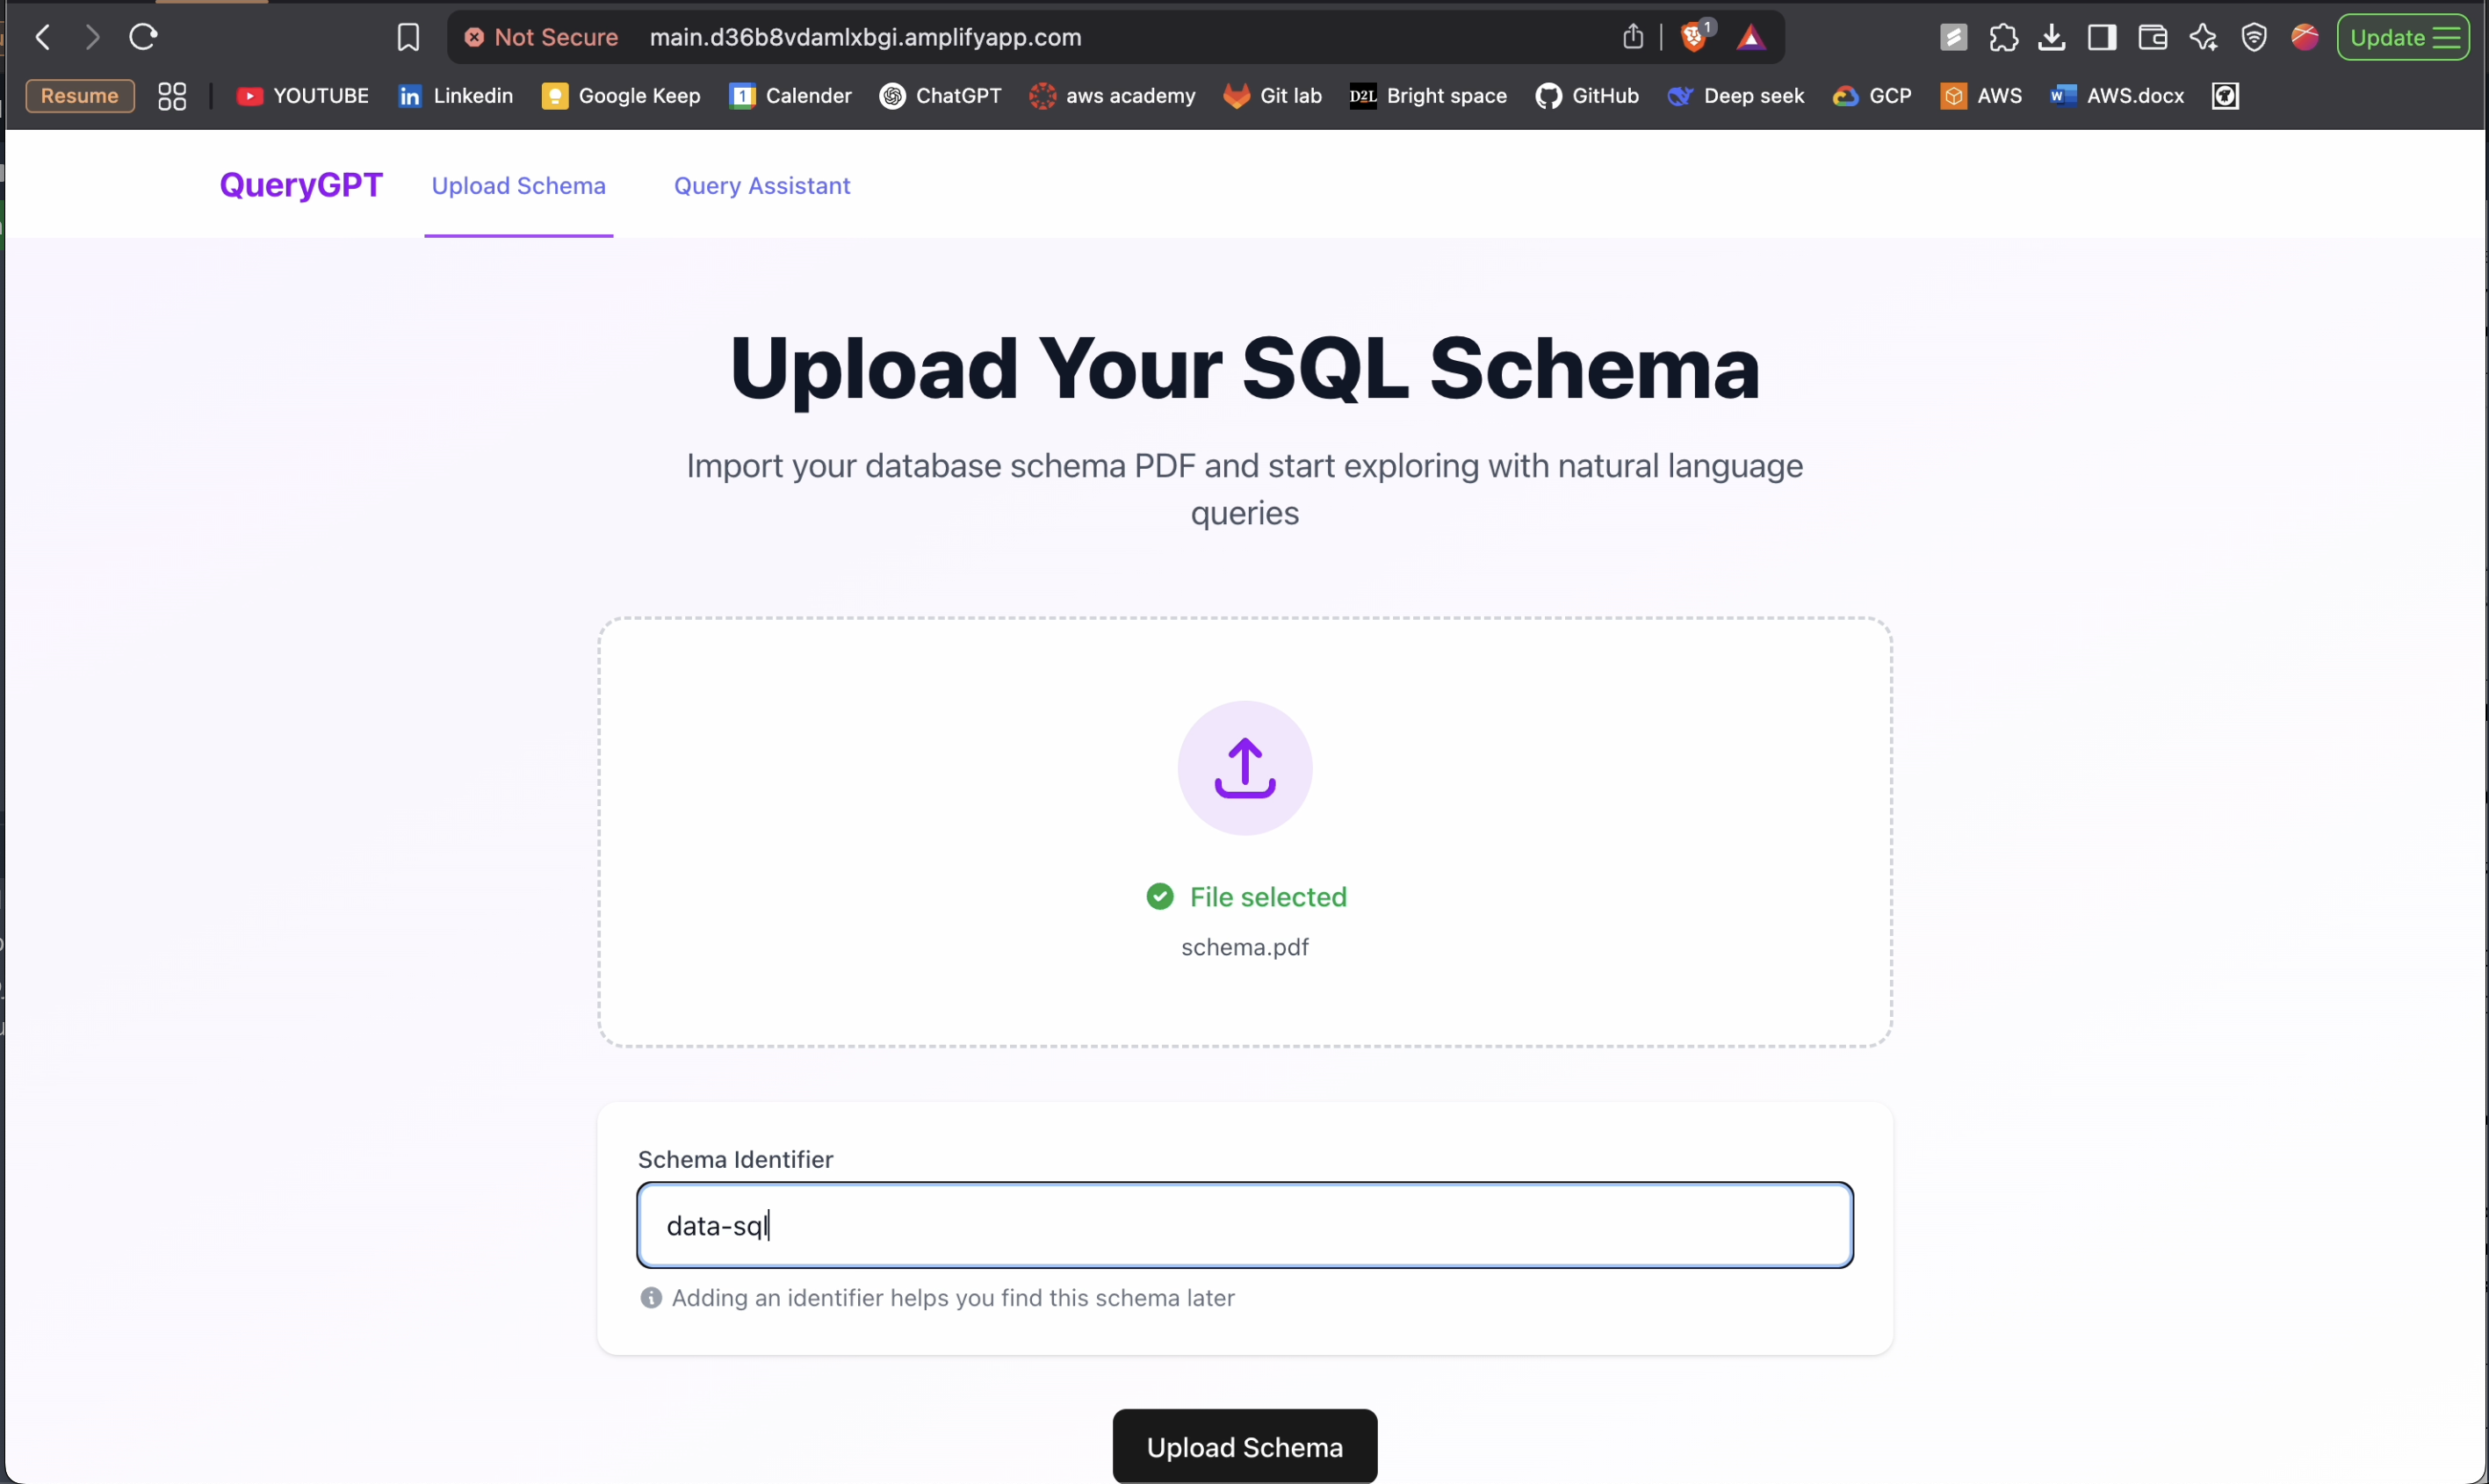 Not Secure main.d36b8vdamlxbgi.amplifyapp.com 1 Update
Resume YOUTUBE in Linkedin Google Keep 1 Calender ChatGPT aws academy Git lab D2L Bright space GitHub Deep seek GCP AWS W AWS.docx
QueryGPT Upload Schema Query Assistant
Upload Your SQL Schema
Import your database schema PDF and start exploring with natural language
queries
File selected
schema.pdf
Schema Identifier
data-sql
Adding an identifier helps you find this schema later
Upload Schema